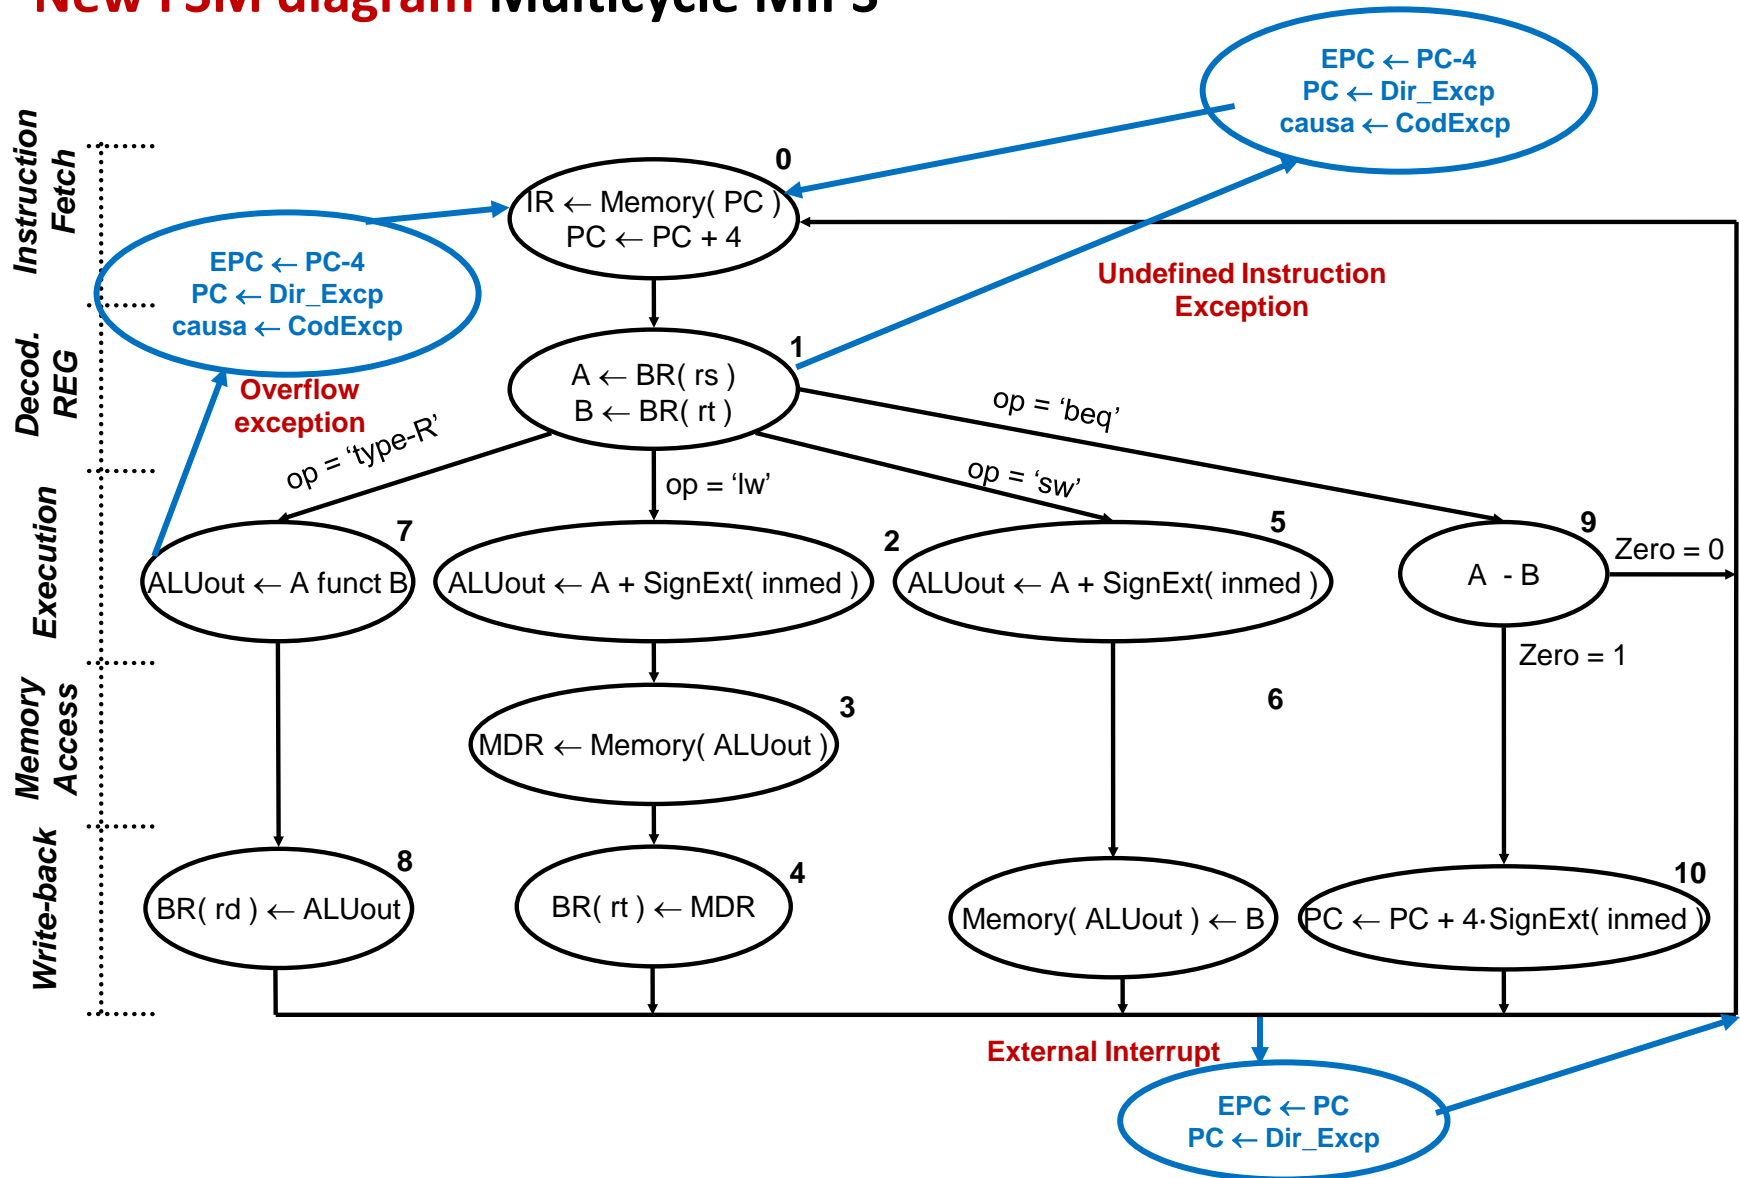 New FSM diagram Multicycle MIPS
EPC ← PC-4
PC ← Dir_Excp
causa ← CodExcp
Instruction
Fetch
0
IR ← Memory( PC )
PC ← PC + 4
EPC ← PC-4
PC ← Dir_Excp
causa ← CodExcp
Undefined Instruction
Exception
Decod.
REG
1
A ← BR( rs )
B ← BR( rt )
Overflow
exception
op = ‘type-R’
op = ‘lw’
op = ‘sw’
op = ‘beq’
Execution
7
ALUout ← A funct B
2
ALUout ← A + SignExt( inmed )
5
ALUout ← A + SignExt( inmed )
9
A - B
Zero = 0
Zero = 1
Memory
Access
3
MDR ← Memory( ALUout )
6
Write-back
8
BR( rd ) ← ALUout
4
BR( rt ) ← MDR
Memory( ALUout ) ← B
10
PC ← PC + 4·SignExt( inmed )
External Interrupt
EPC ← PC
PC ← Dir_Excp